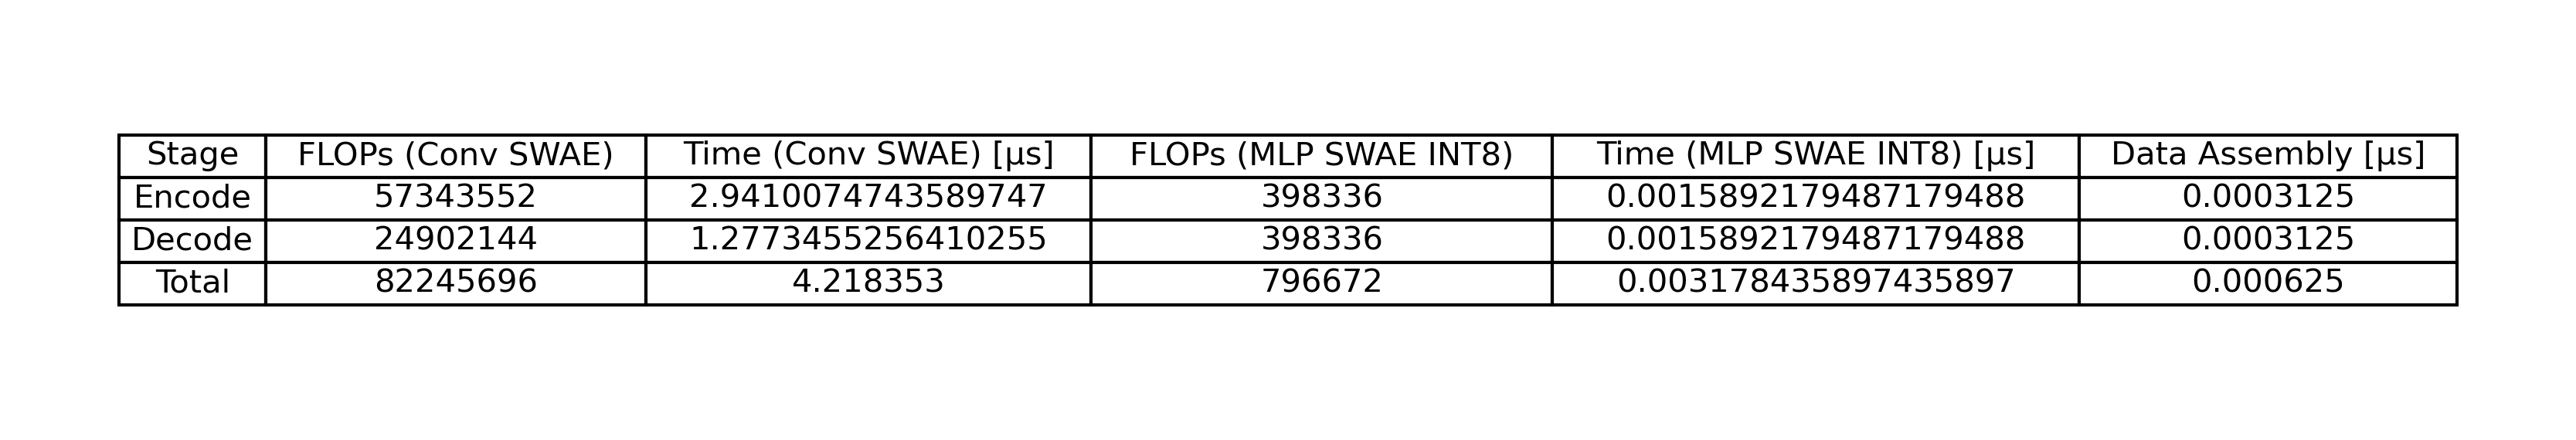 Stage FLOPs (Conv SWAE) Time (Conv SWAE) [µs] FLOPs (MLP SWAE INT8) Time (MLP SWAE INT8) [µs] Data Assembly [µs]
Encode 57343552 2.9410074743589747 398336 0.0015892179487179488 0.0003125
Decode 24902144 1.2773455256410255 398336 0.0015892179487179488 0.0003125
Total 82245696 4.218353 796672 0.003178435897435897 0.000625